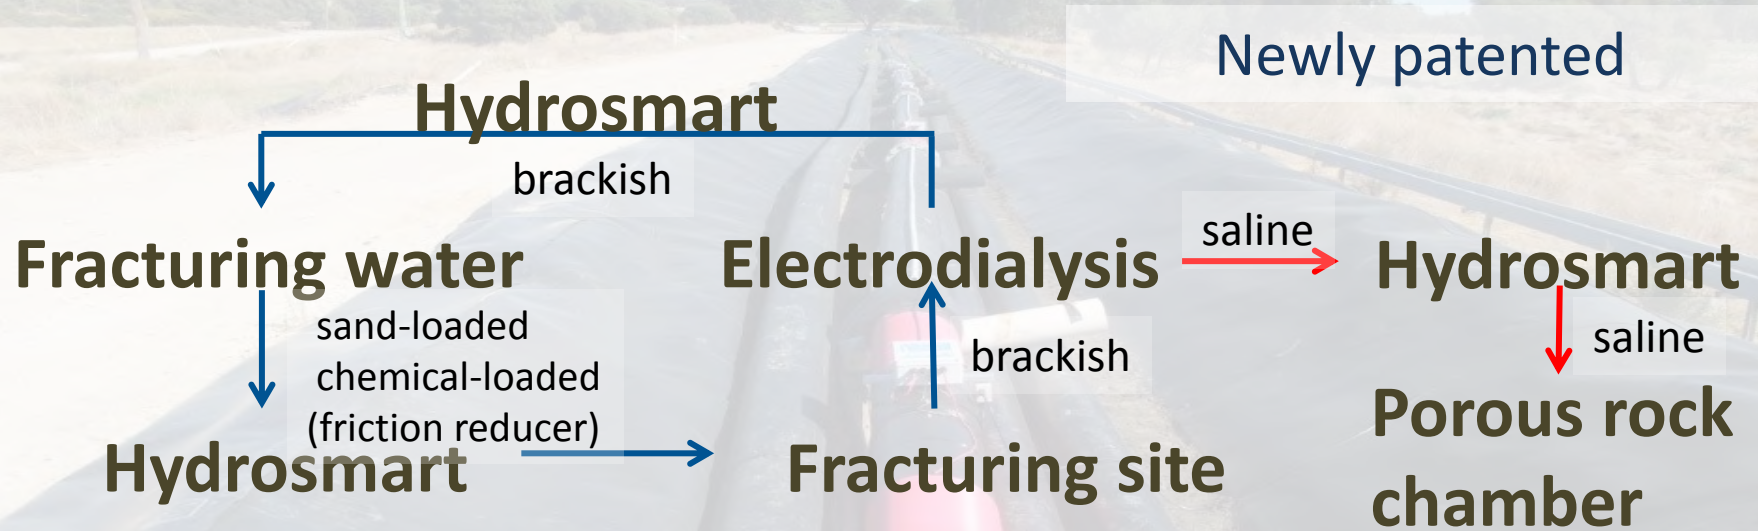 Newly patented
Hydrosmart
brackish
Fracturing water
Electrodialysis
saline
Hydrosmart
sand-loaded
chemical-loaded
(friction reducer)
brackish
saline
Hydrosmart
Fracturing site
Porous rock
chamber